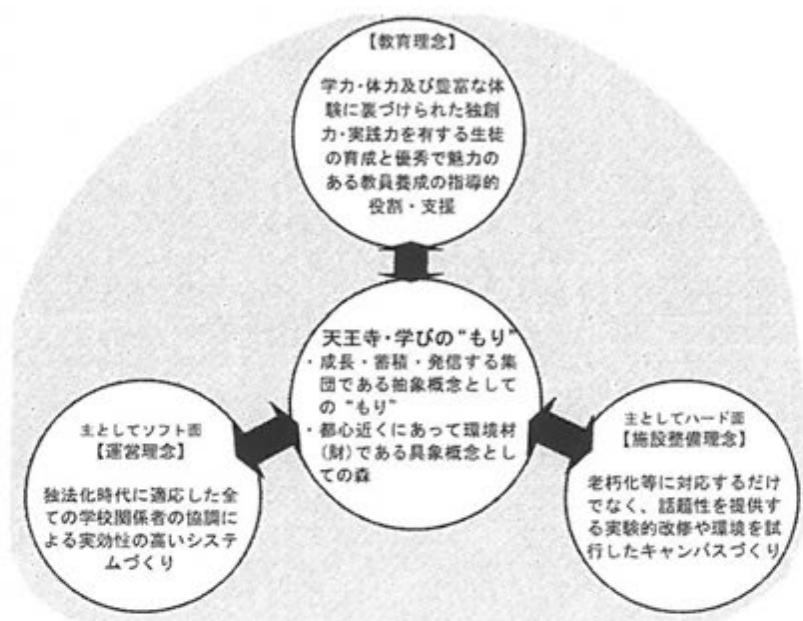 【教育理念】
学力・体力及び豊富な体
験に裏づけられた独創
力・実践力を有する生徒
の育成と優秀で魅力の
ある教員養成の指導的
役割・支援
天王寺・学びの“もり”
・成長・蓄積・発信する集
団である抽象概念として
の“もり”
・都心近くにあって環境材
(財)である具象概念とし
ての森
主としてソフト面
【運営理念】
独法化時代に適応した全
ての学校関係者の協調に
よる実効性の高いシステ
ムづくり
主としてハード面
【施設整備理念】
老朽化等に対応するだけ
でなく、話題性を提供す
る実験的改修や環境を試
行したキャンパスづくり